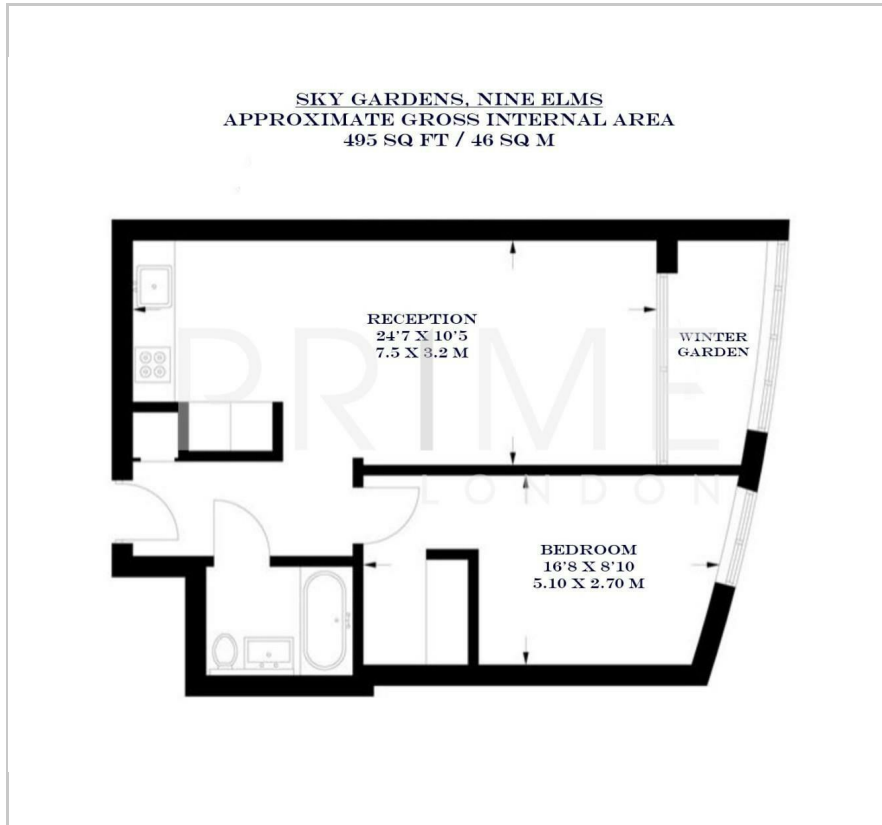 SKY GARDENS, NINE ELMS
APPROXIMATE GROSS INTERNAL AREA
495 SQ FT / 46 SQ M
RECEPTION
24'7 X 10'5
7.5 X 3.2 M
WINTER
GARDEN
PRIME
LONDON
BEDROOM
16'8 X 8'10
5.10 X 2.70 M